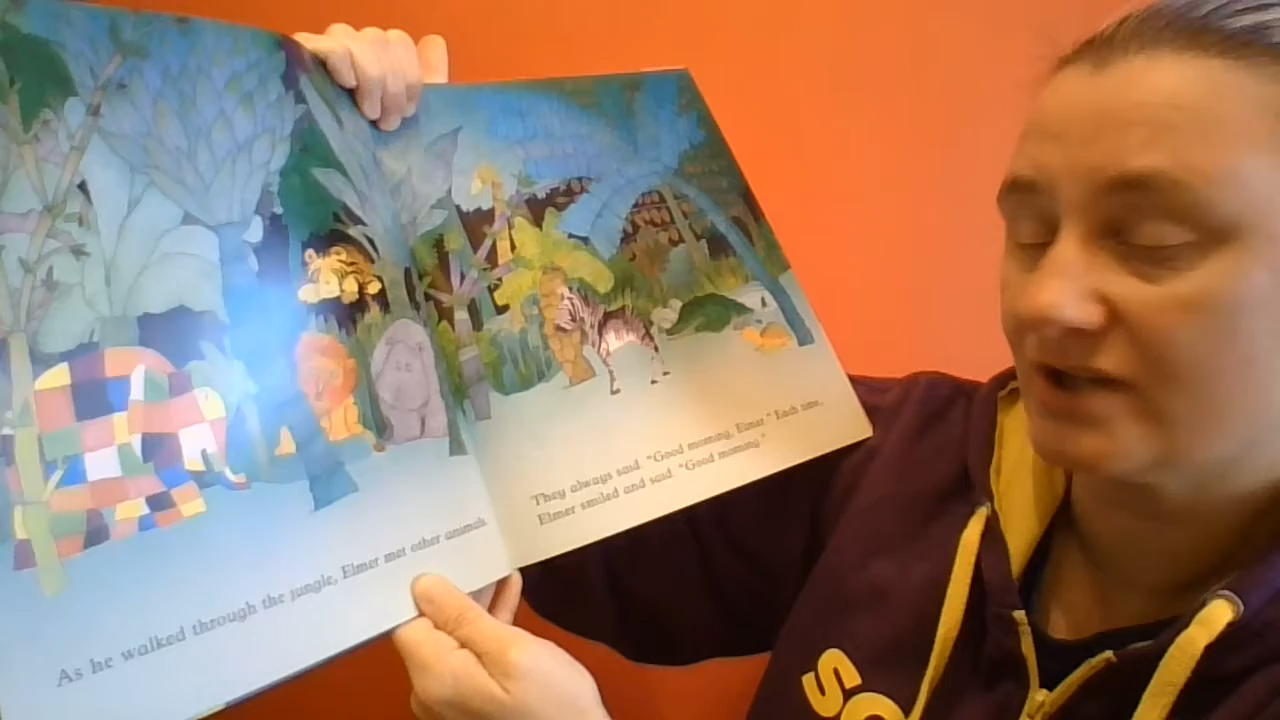 As he walked through the jungle, Elmer met other animals.
They always said. "Good morning, Elmer." Each time,
Elmer smiled and said. "Good morning."
SO